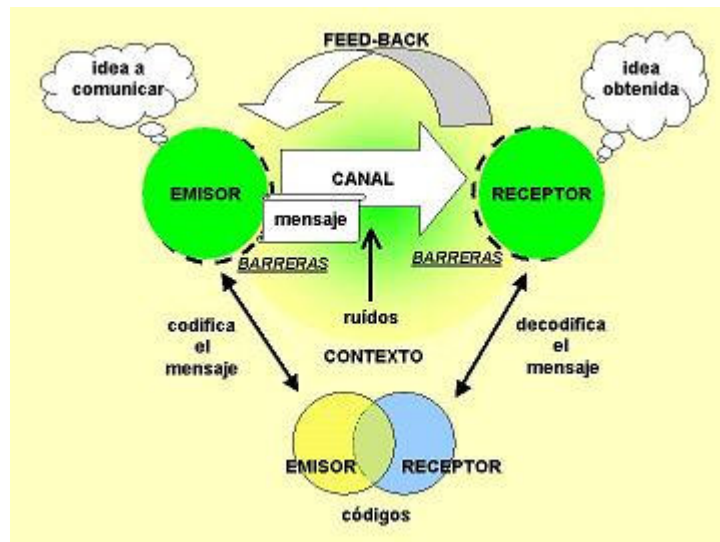 FEED-BACK
idea a
comunicar
idea
obtenida
EMISOR
CANAL
mensaje
RECEPTOR
BARRERAS
BARRERAS
ruídos
codifica
el
mensaje
decodifica
el
mensaje
CONTEXTO
EMISOR
RECEPTOR
códigos